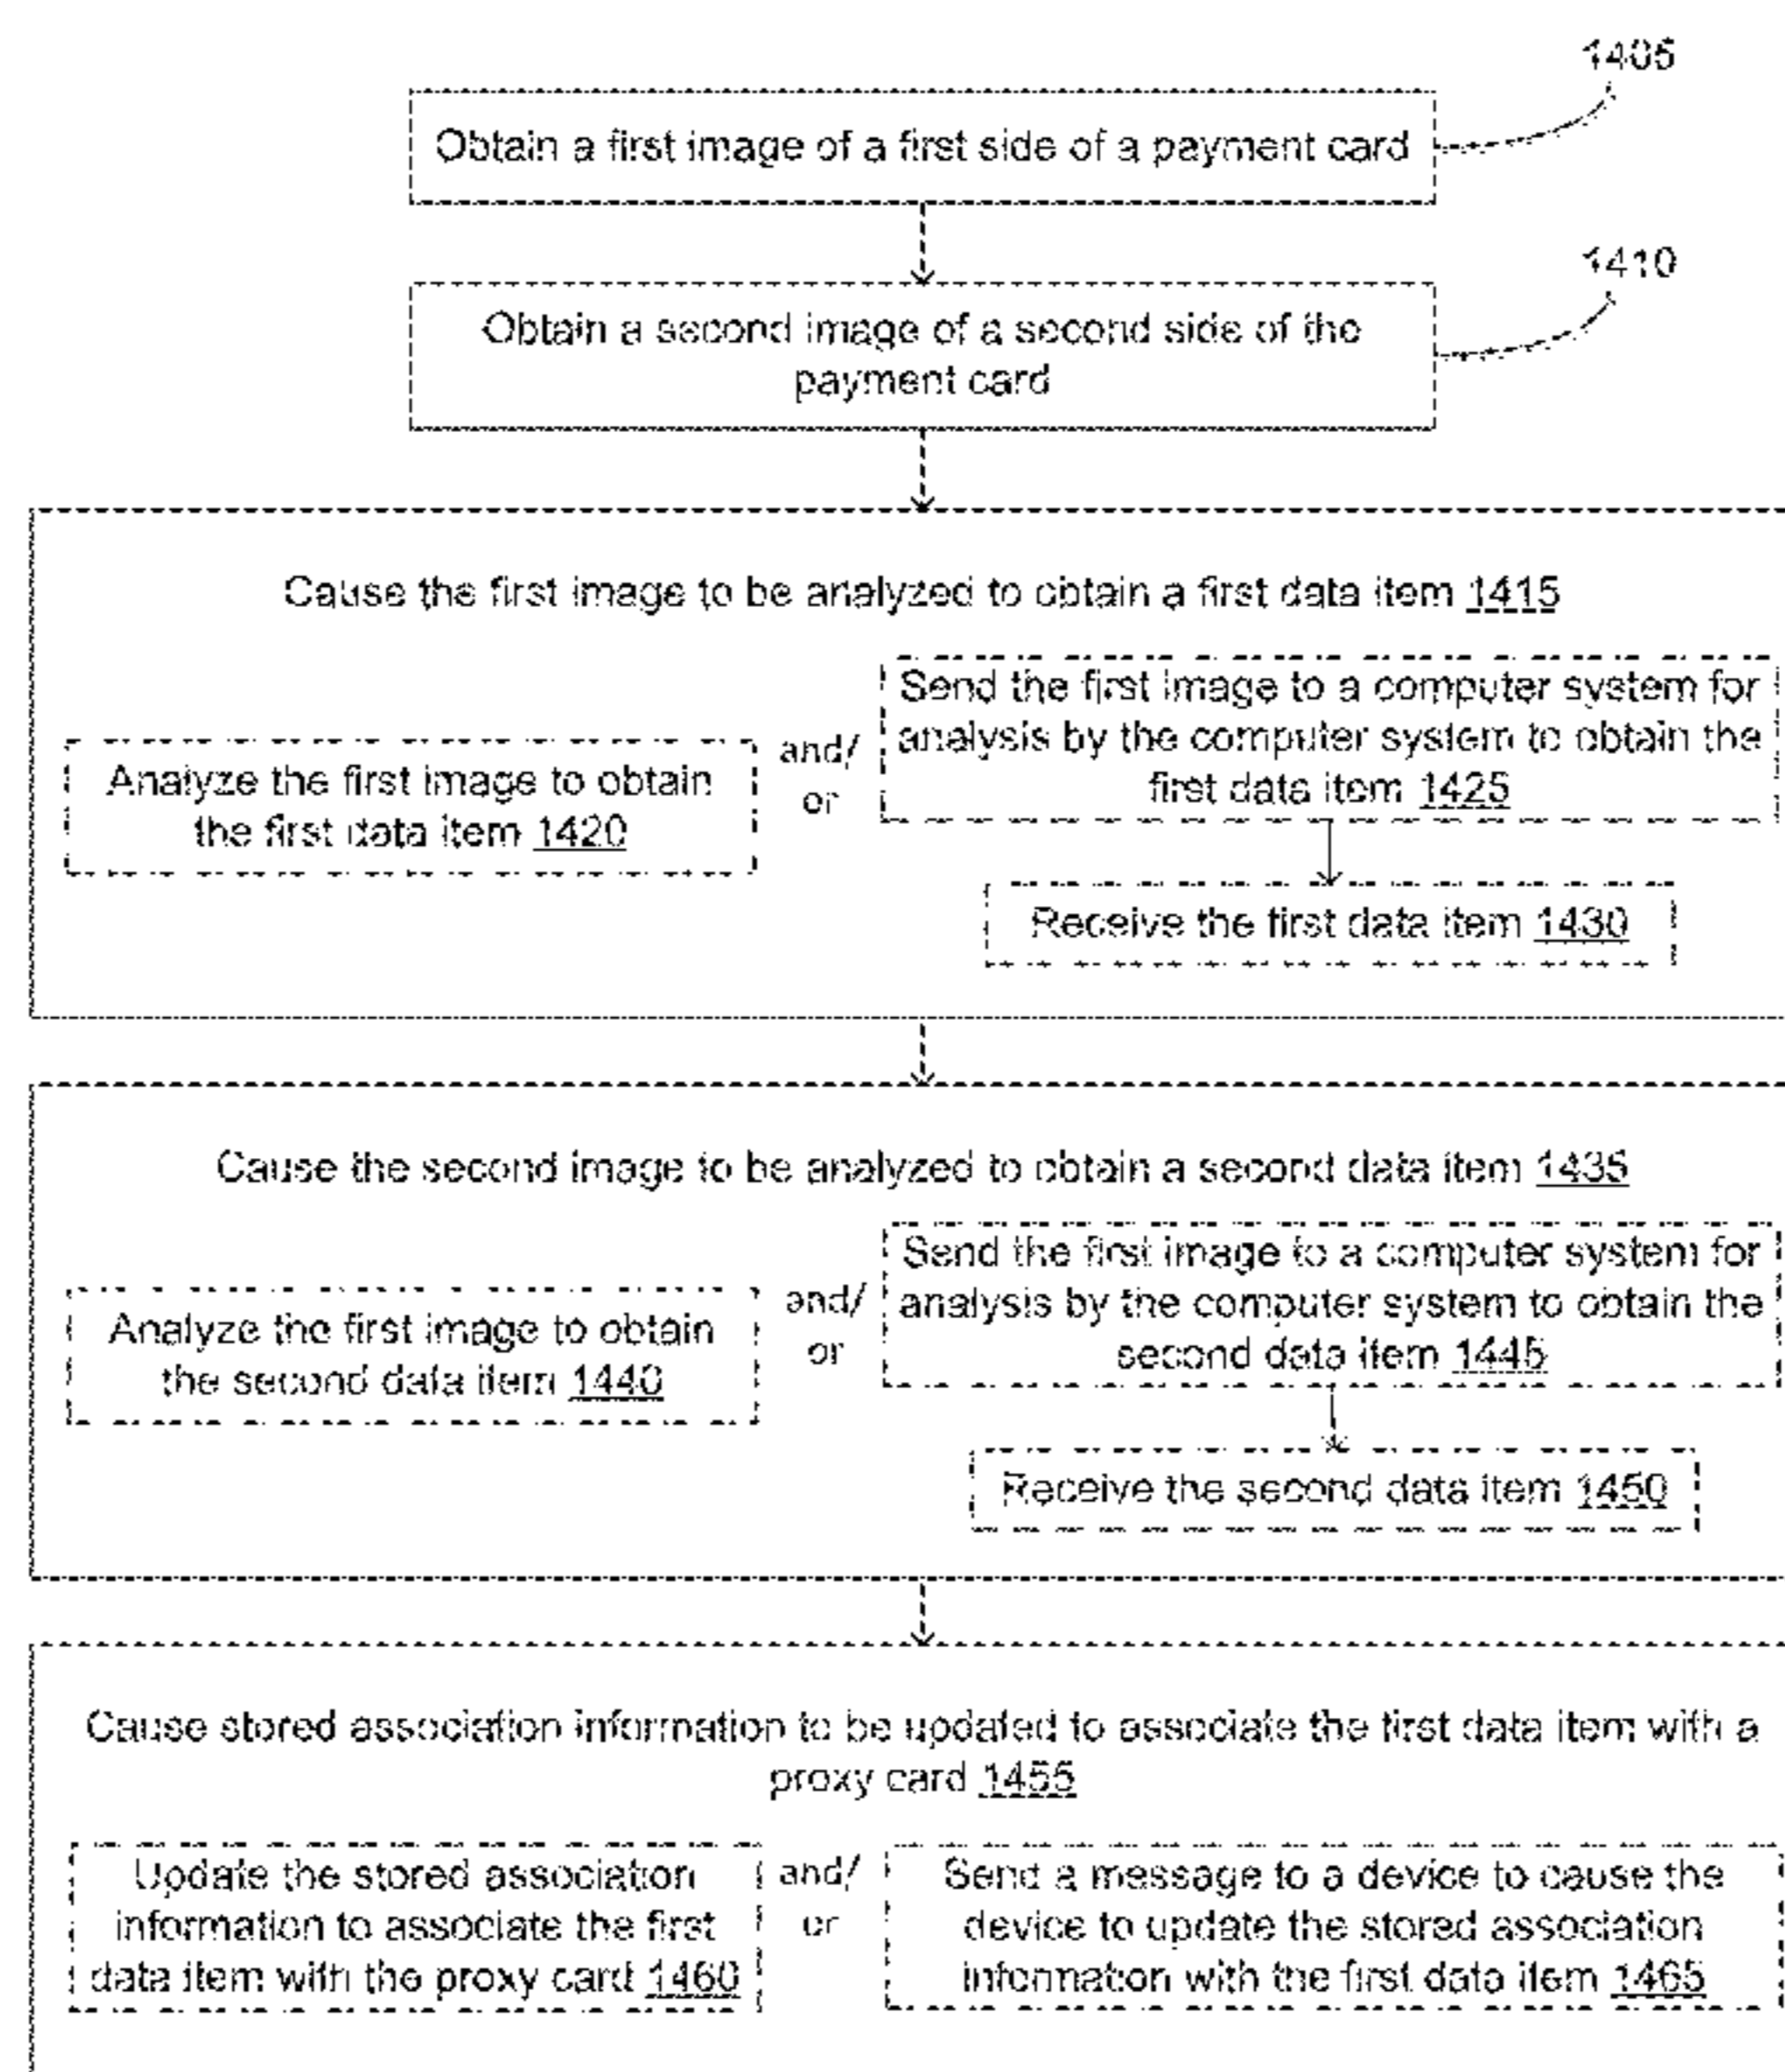 1405
Obtain a first image of a first side of a payment card
1410
Obtain a second image of a second side of the
payment card
Cause the first image to be analyzed to obtain a first data item 1415
Analyze the first image to obtain
the first data item 1420
and/
or
Send the first image to a computer system for
analysis by the computer system to obtain the
first data item 1425
Receive the first data item 1430
Cause the second image to be analyzed to obtain a second data item 1435
Analyze the first image to obtain
the second data item 1440
and/
or
Send the first image to a computer system for
analysis by the computer system to obtain the
second data item 1445
Receive the second data item 1450
Cause stored association information to be updated to associate the first data item with a
proxy card 1455
Update the stored association
information to associate the first
data item with the proxy card 1460
and/
or
Send a message to a device to cause the
device to update the stored association
information with the first data item 1465